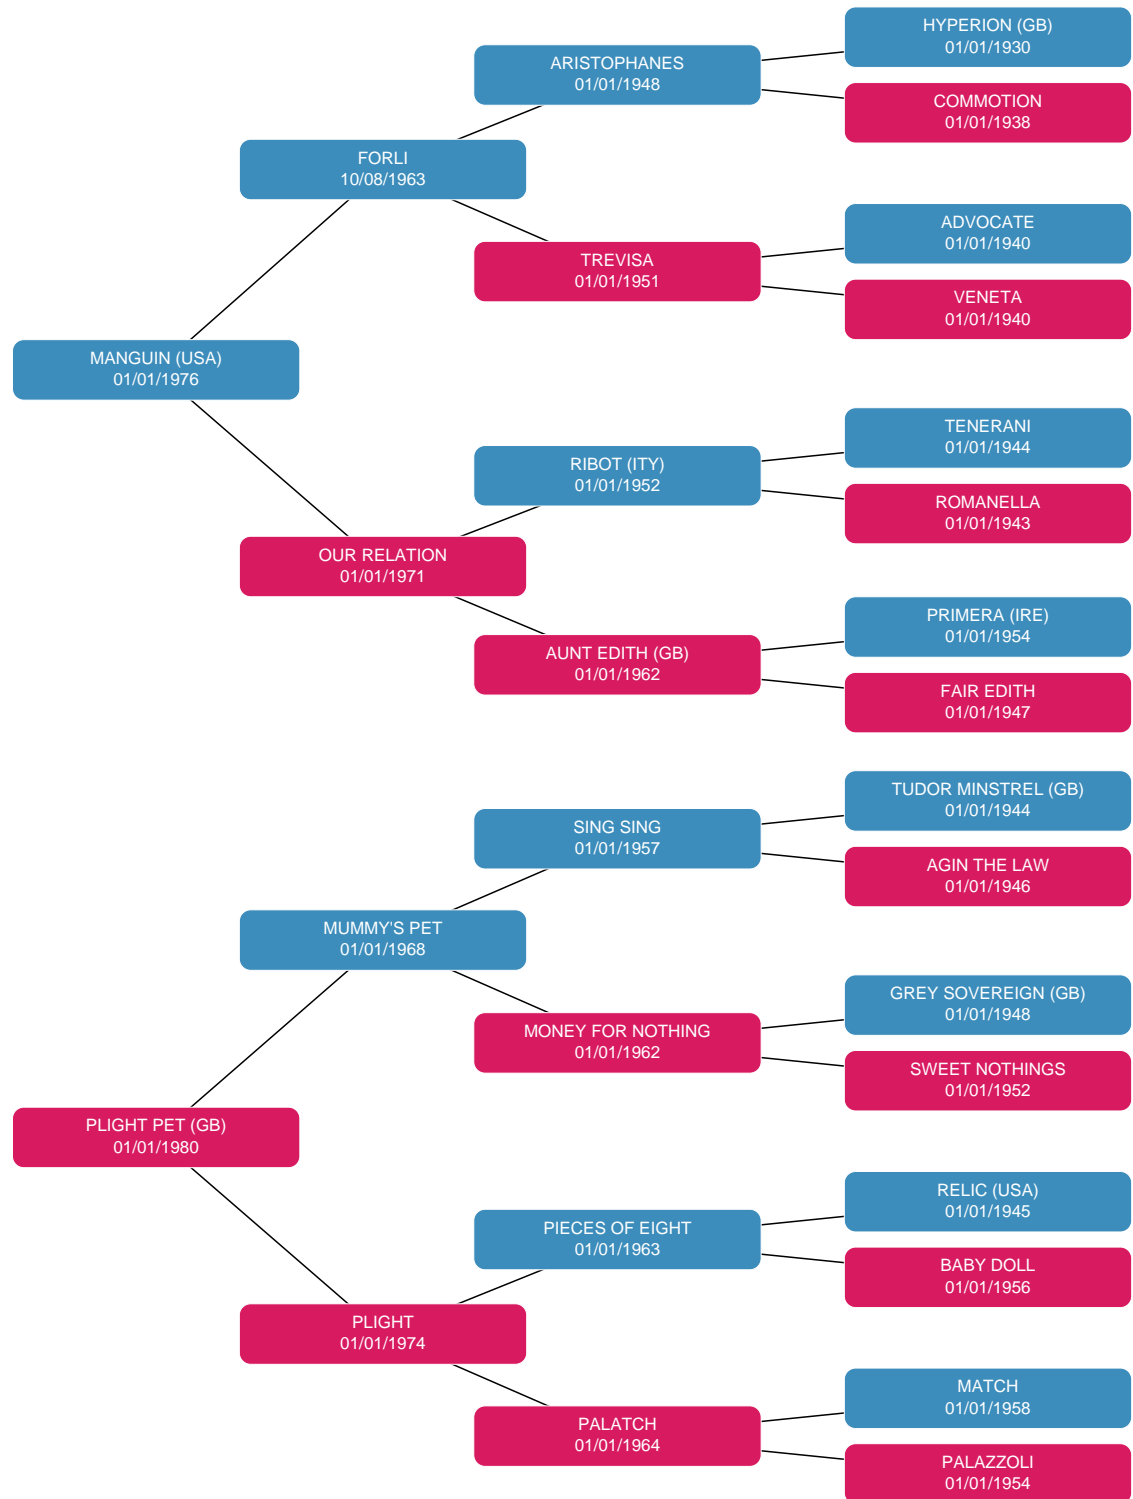 HYPERION (GB)
01/01/1930
ARISTOPHANES
01/01/1948
COMMOTION
01/01/1938
FORLI
10/08/1963
ADVOCATE
01/01/1940
TREVISA
01/01/1951
VENETA
01/01/1940
MANGUIN (USA)
01/01/1976
TENERANI
01/01/1944
RIBOT (ITY)
01/01/1952
ROMANELLA
01/01/1943
OUR RELATION
01/01/1971
PRIMERA (IRE)
01/01/1954
AUNT EDITH (GB)
01/01/1962
FAIR EDITH
01/01/1947
TUDOR MINSTREL (GB)
01/01/1944
SING SING
01/01/1957
AGIN THE LAW
01/01/1946
MUMMY'S PET
01/01/1968
GREY SOVEREIGN (GB)
01/01/1948
MONEY FOR NOTHING
01/01/1962
SWEET NOTHINGS
01/01/1952
PLIGHT PET (GB)
01/01/1980
RELIC (USA)
01/01/1945
PIECES OF EIGHT
01/01/1963
BABY DOLL
01/01/1956
PLIGHT
01/01/1974
MATCH
01/01/1958
PALATCH
01/01/1964
PALAZZOLI
01/01/1954